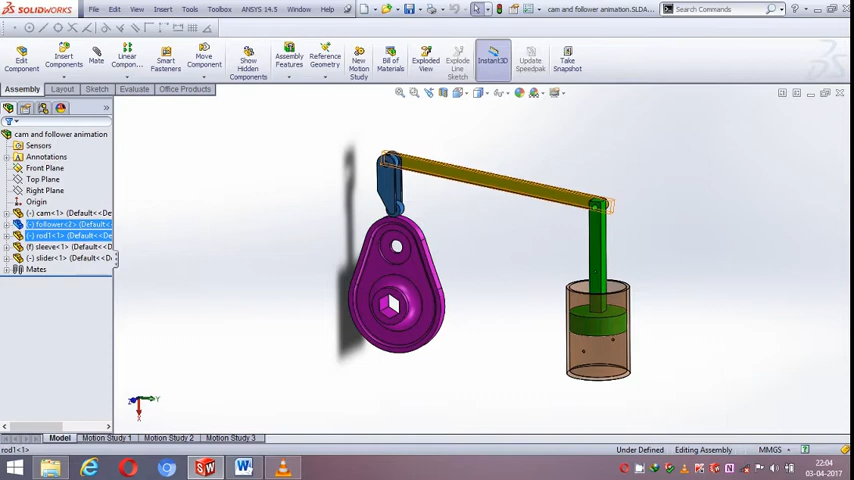 SOLIDWORKS File Edit View Insert Tools Toolbox ANSYS 14.5 Window cam and follower animation.SLDA... Search Commands
Edit Component
Insert Components
Mate
Linear Compon...
Smart Fasteners
Move Component
Show Hidden Components
Assembly Features
Reference Geometry
New Motion Study
Bill of Materials
Exploded View
Explode Line Sketch
Instant3D
Update Speedpak
Take Snapshot
Assembly Layout Sketch Evaluate Office Products
cam and follower animation
Sensors
Annotations
Front Plane
Top Plane
Right Plane
Origin
(-) cam<1> (Default<<De
(-) follower<2> (Default<
(-) rod1<1> (Default<<De
(f) sleeve<1> (Default<<D
(-) slider<1> (Default<<D
Mates
Z Y
X
Model Motion Study 1 Motion Study 2 Motion Study 3
rod1<1> Under Defined Editing Assembly MMGS
22:04
03-04-2017